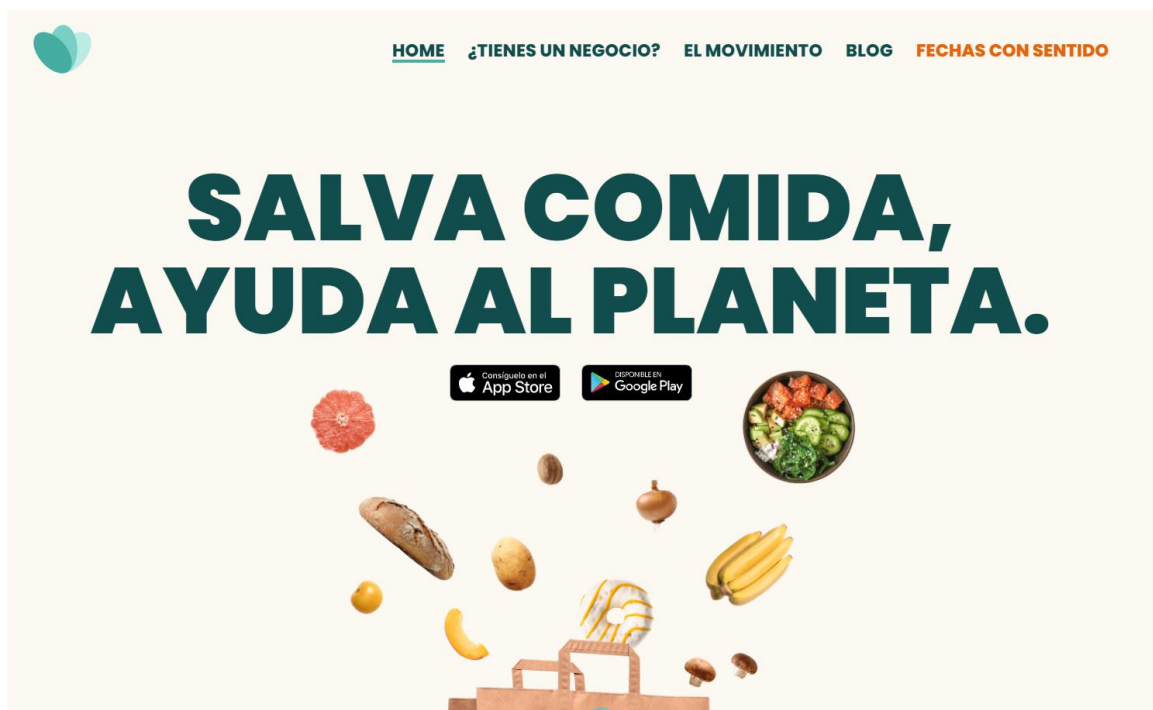 HOME ¿TIENES UN NEGOCIO? EL MOVIMIENTO BLOG FECHAS CON SENTIDO
SALVA COMIDA,
AYUDA AL PLANETA.
Consíguelo en el
App Store
DISPONIBLE EN
Google Play